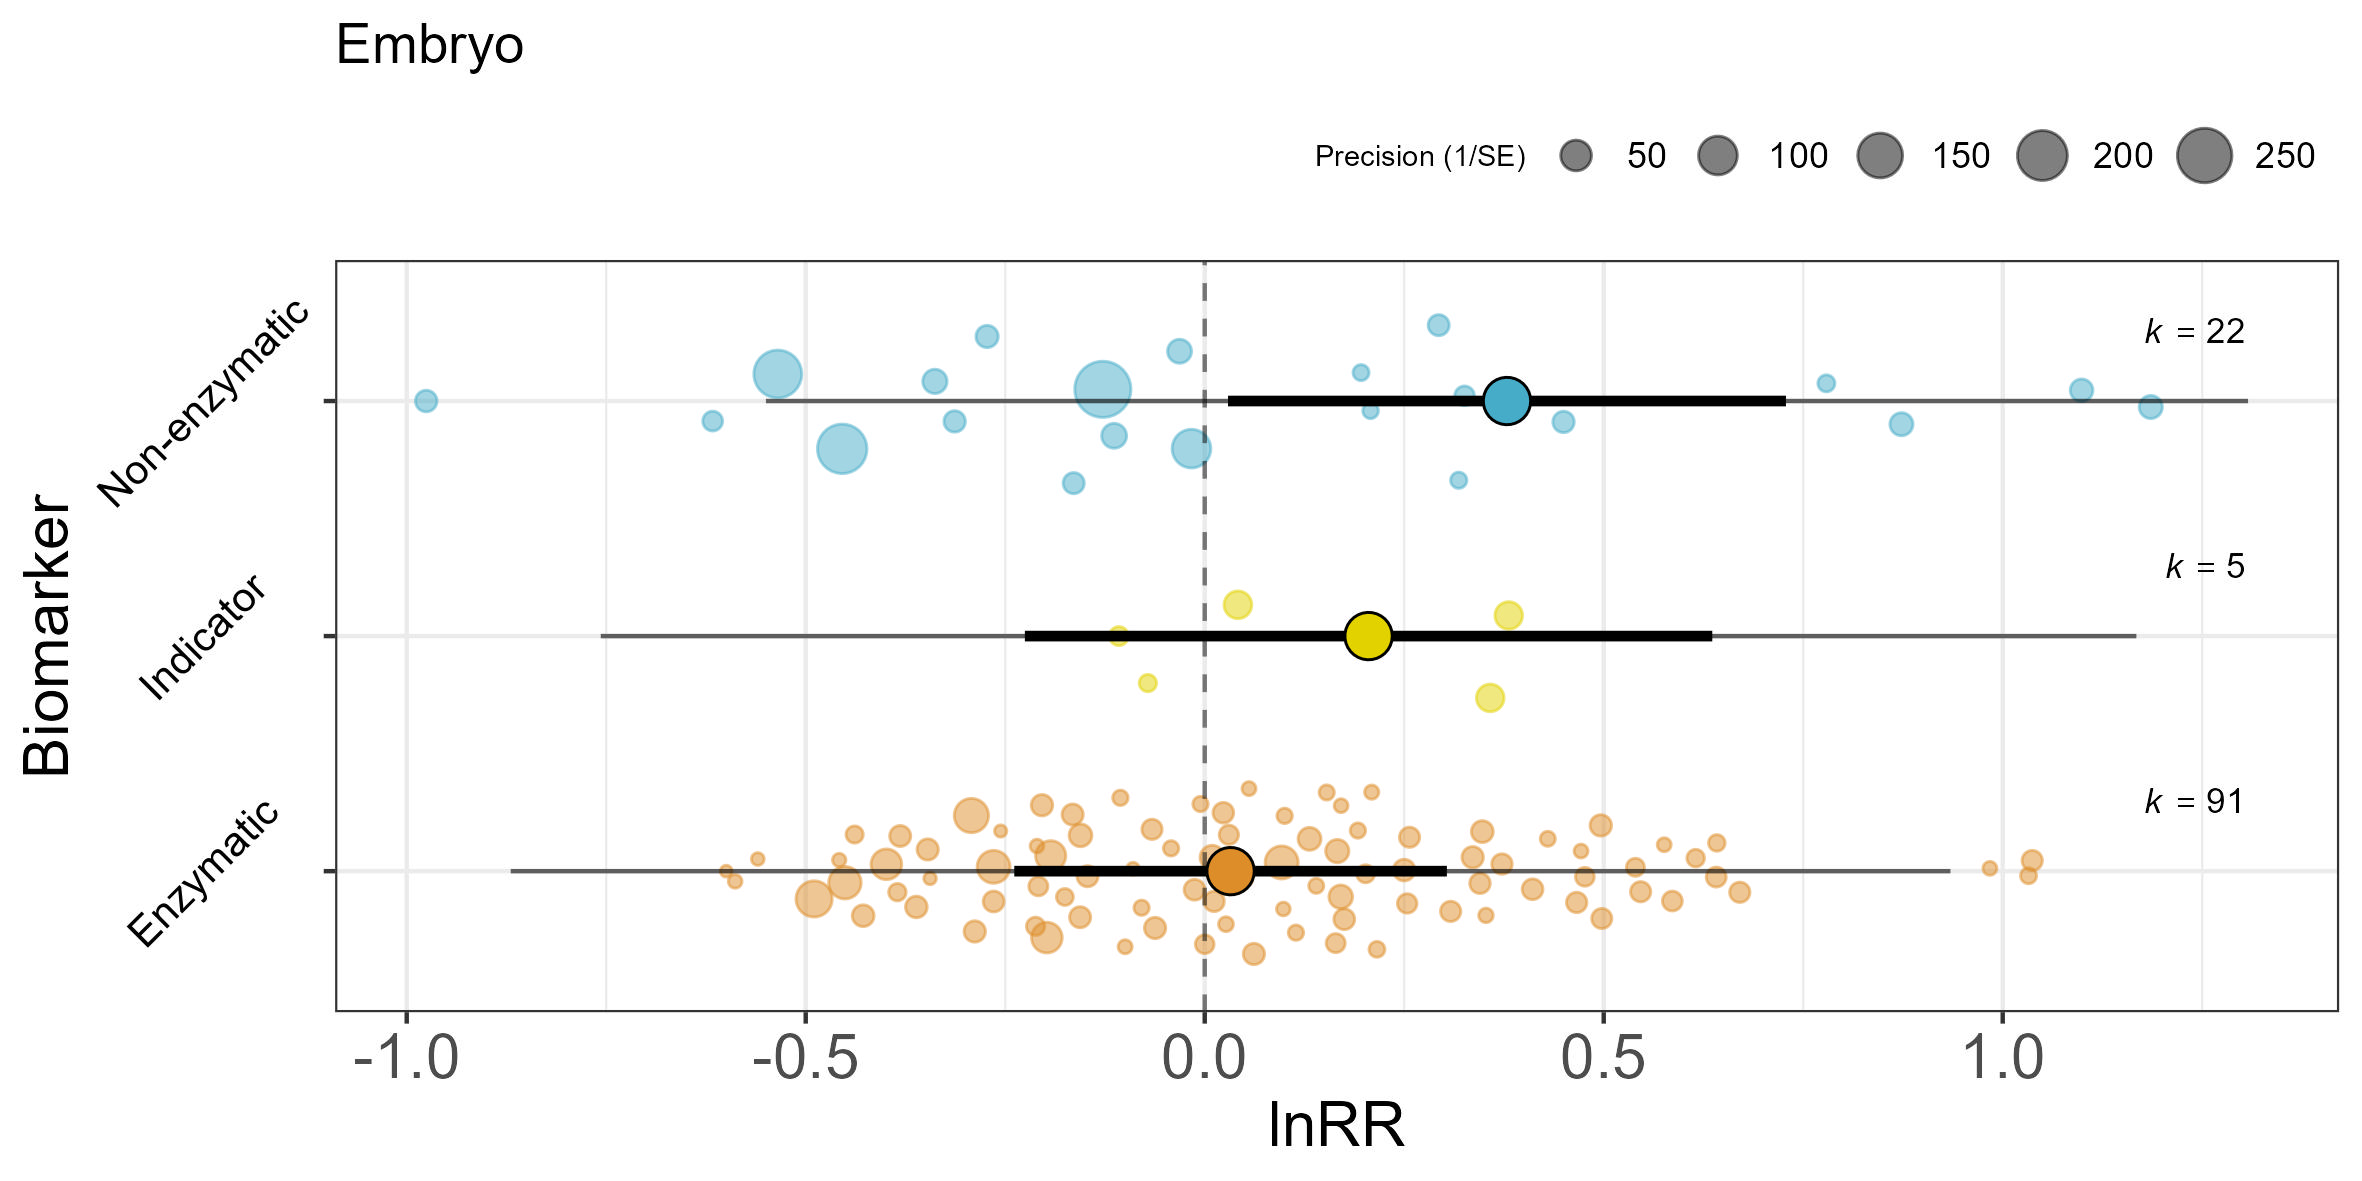 Embryo
Precision (1/SE) 50 100 150 200 250
Biomarker
Non-enzymatic
k = 22
Indicator
k = 5
Enzymatic
k = 91
-1.0 -0.5 0.0 0.5 1.0
lnRR